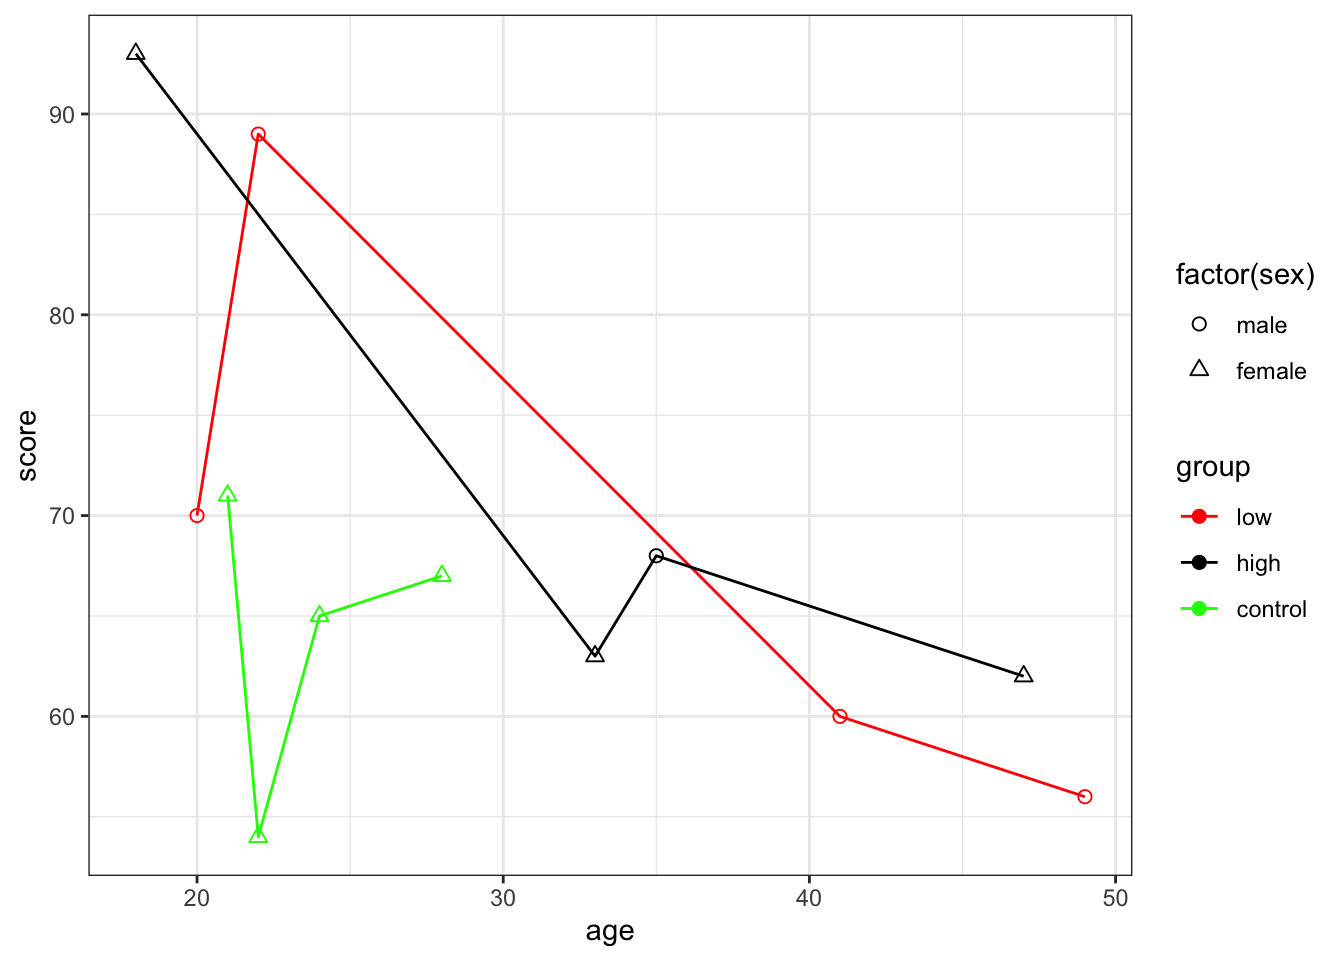 90
80
70
60
score
20
30
40
50
age
factor(sex)
male
female
group
low
high
control